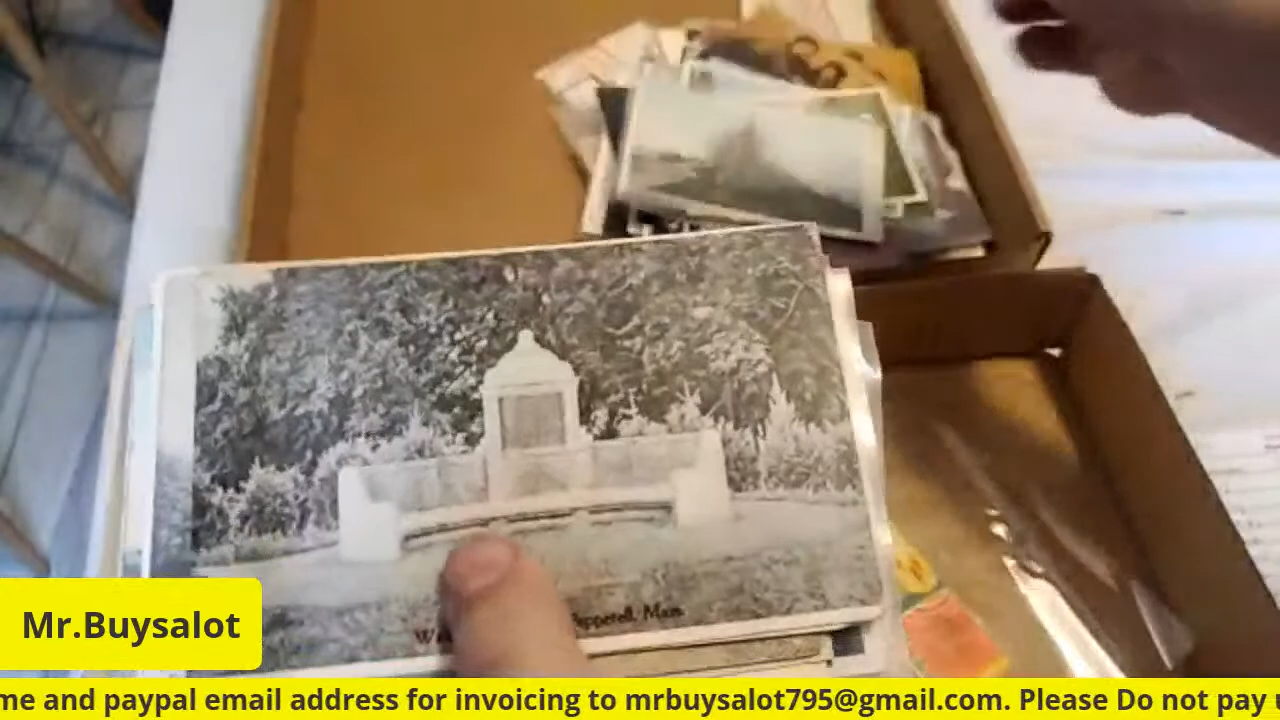 Pepperell, Mass.
Mr.Buysalot
me and paypal email address for invoicing to mrbuysalot795@gmail.com. Please Do not pay